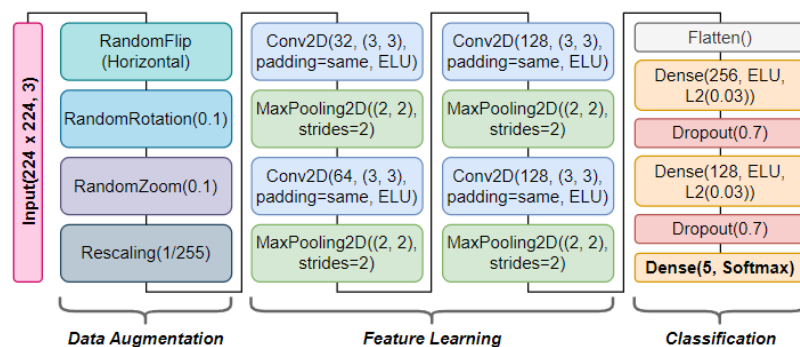 Input(224 x 224, 3)
RandomFlip
(Horizontal)
RandomRotation(0.1)
RandomZoom(0.1)
Rescaling(1/255)
Data Augmentation
Conv2D(32, (3, 3),
padding=same, ELU)
MaxPooling2D((2, 2),
strides=2)
Conv2D(64, (3, 3),
padding=same, ELU)
MaxPooling2D((2, 2),
strides=2)
Conv2D(128, (3, 3),
padding=same, ELU)
MaxPooling2D((2, 2),
strides=2)
Conv2D(128, (3, 3),
padding=same, ELU)
MaxPooling2D((2, 2),
strides=2)
Feature Learning
Flatten()
Dense(256, ELU,
L2(0.03))
Dropout(0.7)
Dense(128, ELU,
L2(0.03))
Dropout(0.7)
Dense(5, Softmax)
Classification